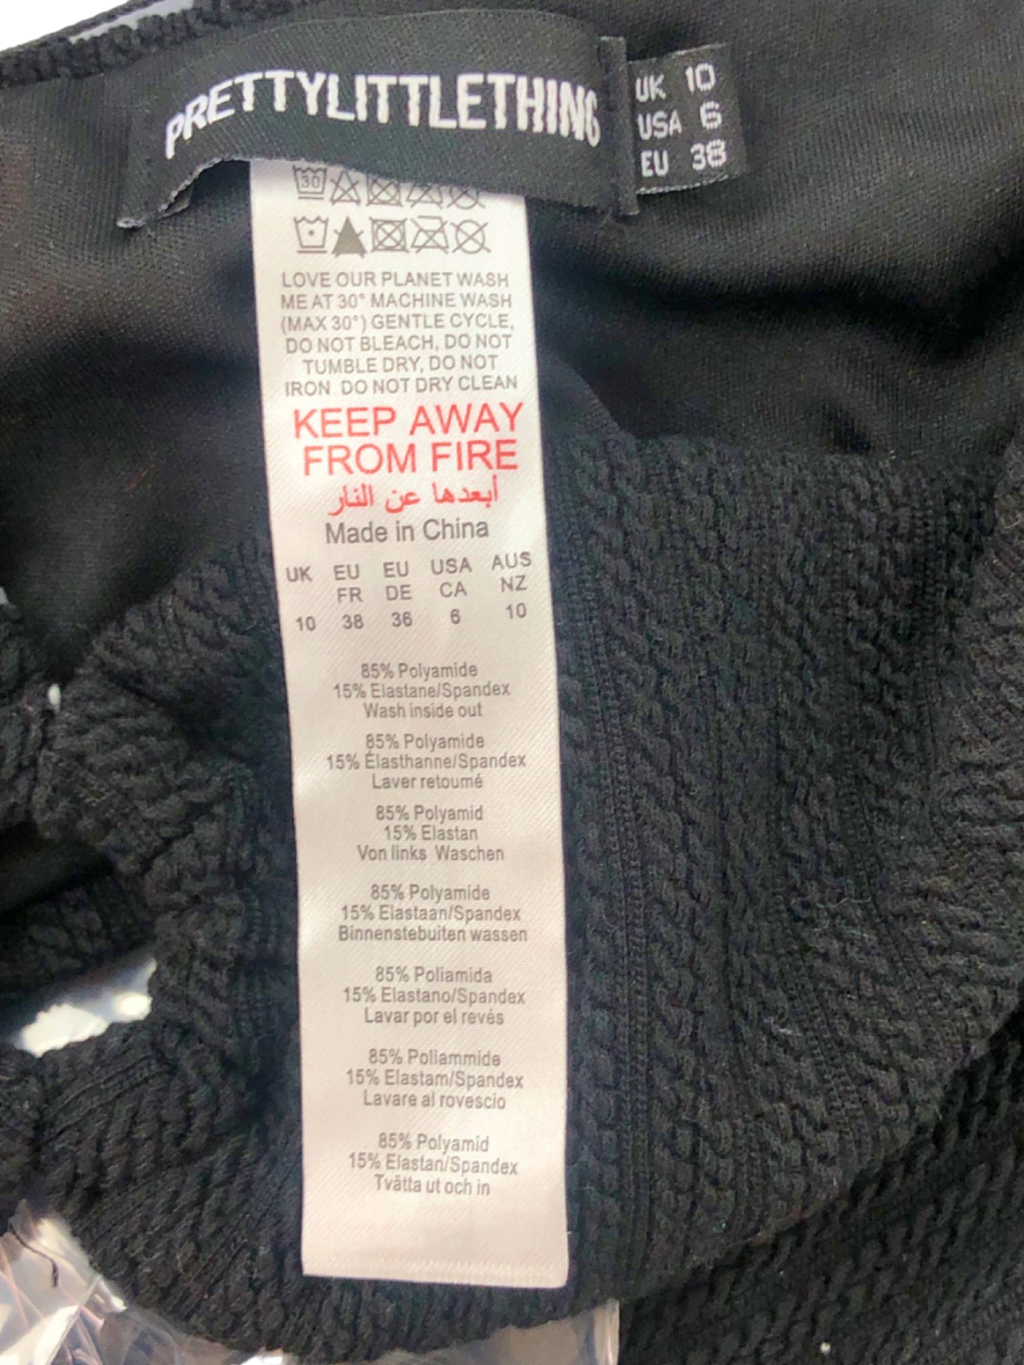 PRETTYLITTLETHING
UK 10
USA 6
EU 38
30
LOVE OUR PLANET WASH
ME AT 30° MACHINE WASH
(MAX 30°) GENTLE CYCLE,
DO NOT BLEACH, DO NOT
TUMBLE DRY, DO NOT
IRON DO NOT DRY CLEAN
KEEP AWAY
FROM FIRE
أبعدها عن النار
Made in China
UK EU EU USA AUS
FR DE CA NZ
10 38 36 6 10
85% Polyamide
15% Elastane/Spandex
Wash inside out
85% Polyamide
15% Élasthanne/Spandex
Laver retoumé
85% Polyamid
15% Elastan
Von links Waschen
85% Polyamide
15% Elastaan/Spandex
Binnenstebuiten wassen
85% Poliamida
15% Elastano/Spandex
Lavar por el revés
85% Poliammide
15% Elastam/Spandex
Lavare al rovescio
85% Polyamid
15% Elastan/Spandex
Tvätta ut och in